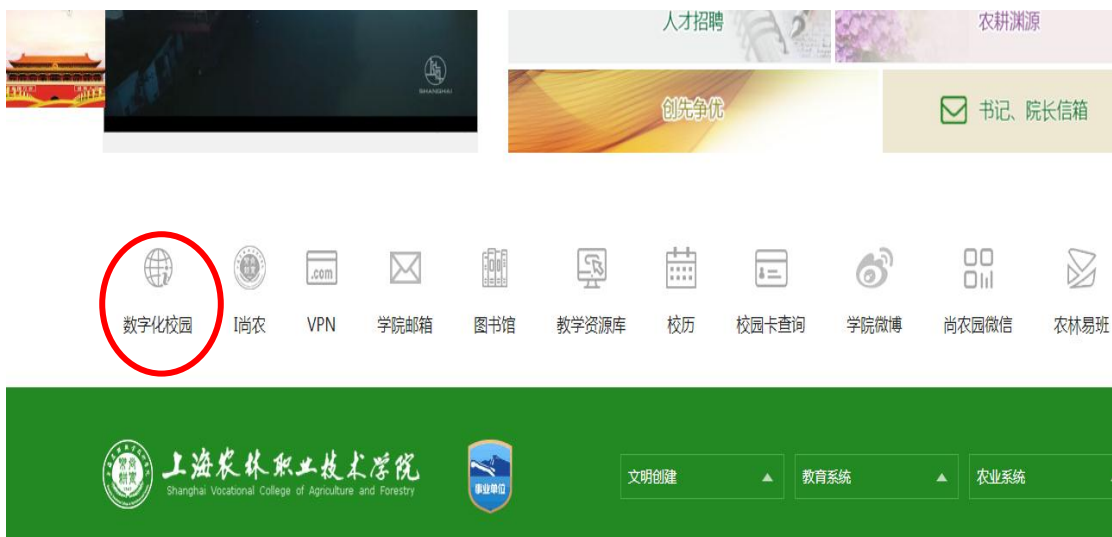 人才招聘
农耕渊源
SHANGHAI
创先争优
书记、院长信箱
.com
数字化校园
I尚农
VPN
学院邮箱
图书馆
教学资源库
校历
校园卡查询
学院微博
尚农园微信
农林易班
上海农林职业技术学院
Shanghai Vocational College of Agriculture and Forestry
事业单位
文明创建
教育系统
农业系统